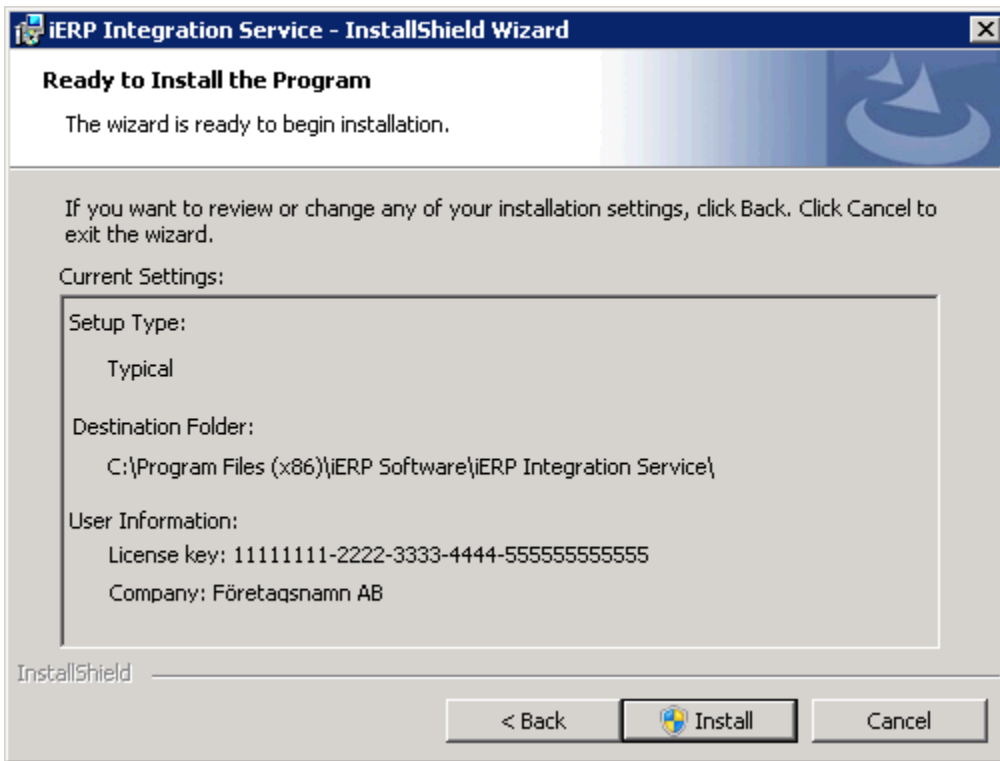 iERP Integration Service - InstallShield Wizard
Ready to Install the Program
The wizard is ready to begin installation.
If you want to review or change any of your installation settings, click Back. Click Cancel to
exit the wizard.
Current Settings:
Setup Type:
Typical
Destination Folder:
C:\Program Files (x86)\iERP Software\iERP Integration Service\
User Information:
License key: 11111111-2222-3333-4444-555555555555
Company: Företagsnamn AB
InstallShield
< Back
Install
Cancel